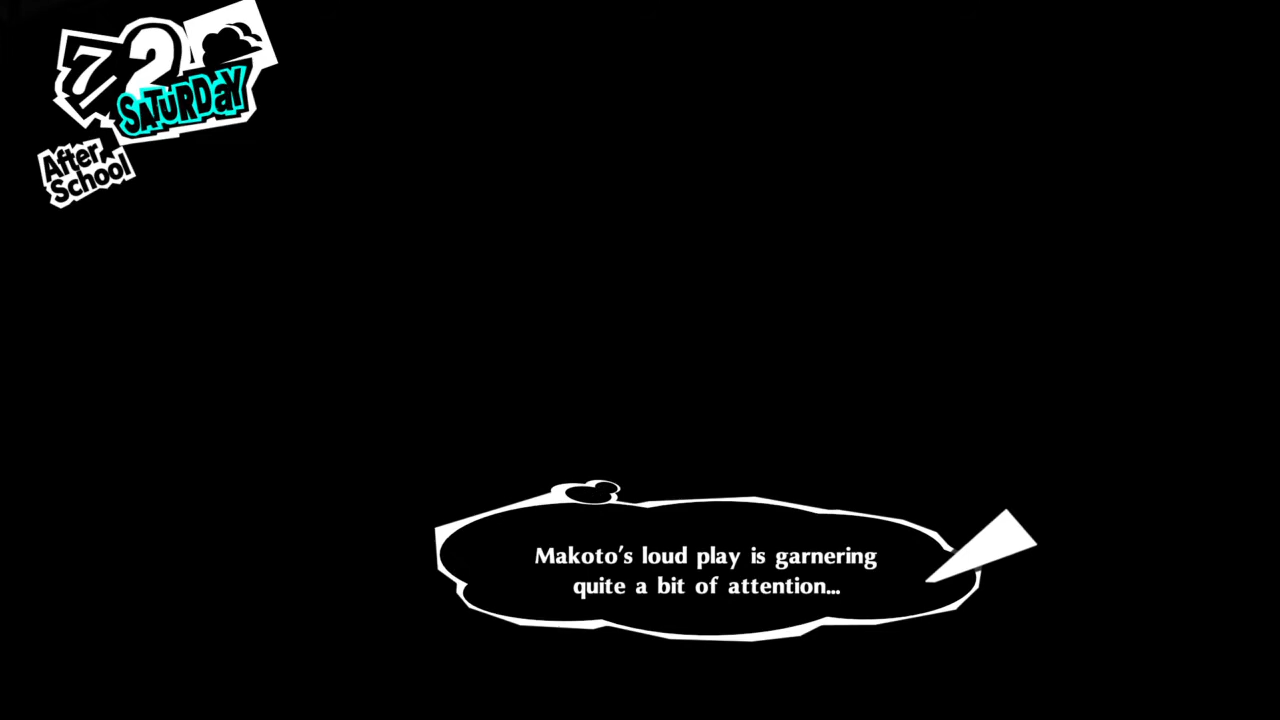 7 2
SATURDAY
After
School
Makoto's loud play is garnering
quite a bit of attention...